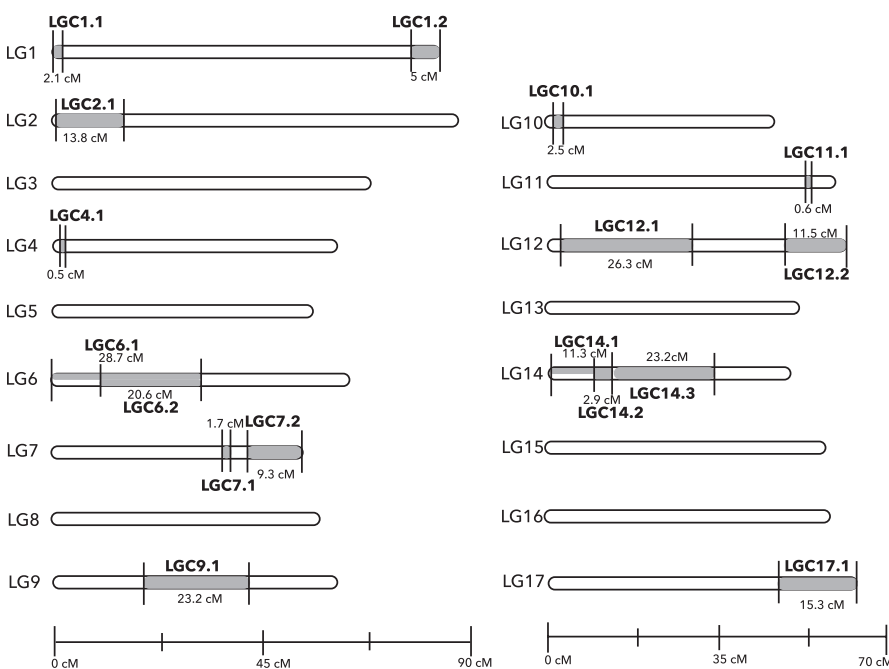 LGC1.1 LGC1.2
LG1
2.1 cM 5 cM
LGC2.1
LG2
13.8 cM
LG3
LGC4.1
LG4
0.5 cM
LG5
LGC6.1
28.7 cM
LG6
20.6 cM
LGC6.2
1.7 cM LGC7.2
LG7
9.3 cM
LGC7.1
LG8
LGC9.1
LG9
23.2 cM
0 cM 45 cM 90 cM
LGC10.1
LG10
2.5 cM
LGC11.1
LG11
0.6 cM
LGC12.1 11.5 cM
LG12
26.3 cM
LGC12.2
LG13
LGC14.1
11.3 cM 23.2cM
LG14
2.9 cM LGC14.3
LGC14.2
LG15
LG16
LGC17.1
LG17
15.3 cM
0 cM 35 cM 70 cM